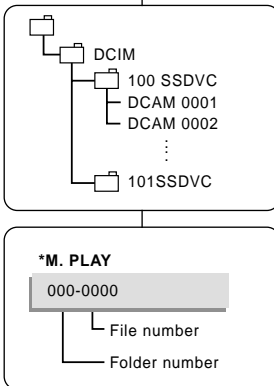 DCIM
100 SSDVC
DCAM 0001
DCAM 0002
101SSDVC
*M. PLAY
000-0000
File number
Folder number